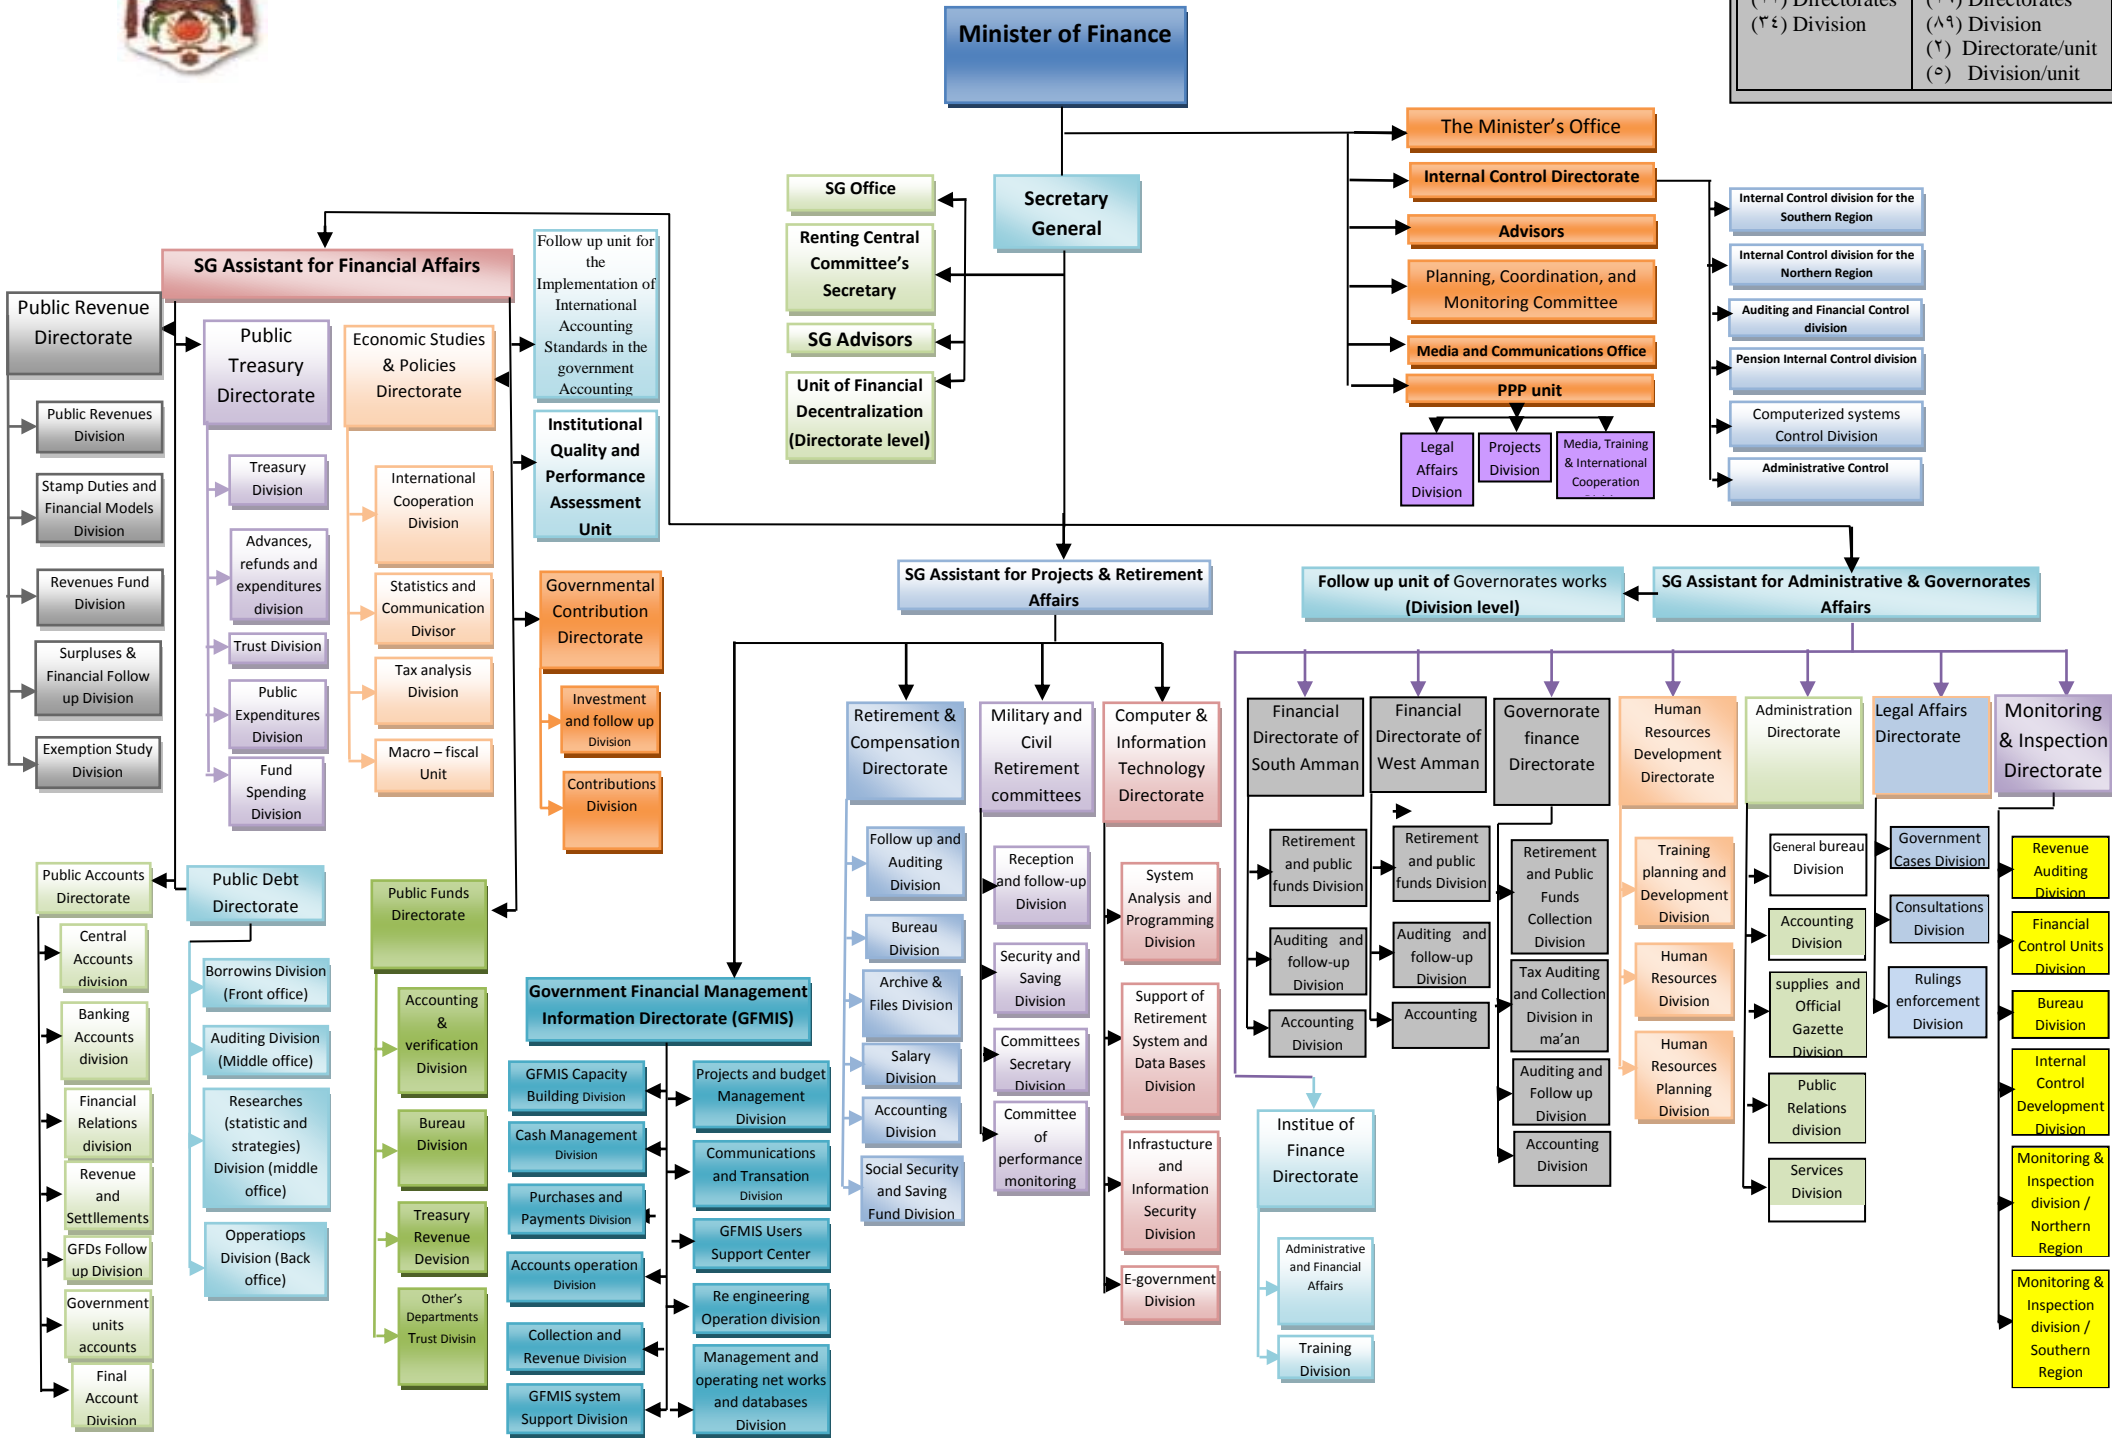 Directorates
Directorates
(٣٤) Division
(٨٩) Division
(٢) Directorate/unit
(٥) Division/unit
Minister of Finance
The Minister's Office
Internal Control Directorate
Advisors
Planning, Coordination, and
Monitoring Committee
Media and Communications Office
PPP unit
Legal
Affairs
Division
Projects
Division
Media, Training
& International
Cooperation
Internal Control division for the
Southern Region
Internal Control division for the
Northern Region
Auditing and Financial Control
division
Pension Internal Control division
Computerized systems
Control Division
Administrative Control
Secretary
General
SG Office
Renting Central
Committee's
Secretary
SG Advisors
Unit of Financial
Decentralization
(Directorate level)
SG Assistant for Financial Affairs
Follow up unit for
the
Implementation of
International
Accounting
Standards in the
government
Accounting
Institutional
Quality and
Performance
Assessment
Unit
Public Revenue
Directorate
Public Revenues
Division
Stamp Duties and
Financial Models
Division
Revenues Fund
Division
Surpluses &
Financial Follow
up Division
Exemption Study
Division
Public
Treasury
Directorate
Treasury
Division
Advances,
refunds and
expenditures
division
Trust Division
Public
Expenditures
Division
Fund
Spending
Division
Economic Studies
& Policies
Directorate
International
Cooperation
Division
Statistics and
Communication
Divisor
Tax analysis
Division
Macro – fiscal
Unit
Governmental
Contribution
Directorate
Investment
and follow up
Division
Contributions
Division
Public Accounts
Directorate
Central
Accounts
division
Banking
Accounts
division
Financial
Relations
division
Revenue
and
Settllements
GFDs Follow
up Division
Government
units
accounts
Final
Account
Division
Public Debt
Directorate
Borrowins Division
(Front office)
Auditing Division
(Middle office)
Researches
(statistic and
strategies)
Division (middle
office)
Opperatiops
Division (Back
office)
Public Funds
Directorate
Accounting
&
verification
Division
Bureau
Division
Treasury
Revenue
Devision
Other's
Departments
Trust Divisin
SG Assistant for Projects & Retirement
Affairs
Government Financial Management
Information Directorate (GFMIS)
GFMIS Capacity
Building Division
Cash Management
Division
Purchases and
Payments Division
Accounts operation
Division
Collection and
Revenue Division
GFMIS system
Support Division
Projects and budget
Management
Division
Communications
and Transation
Division
GFMIS Users
Support Center
Re engineering
Operation division
Management and
operating net works
and databases
Division
Retirement &
Compensation
Directorate
Follow up and
Auditing
Division
Bureau
Division
Archive &
Files Division
Salary
Division
Accounting
Division
Social Security
and Saving
Fund Division
Military and
Civil
Retirement
committees
Reception
and follow-up
Division
Security and
Saving
Division
Committees
Secretary
Division
Committee
of
performance
monitoring
Computer &
Information
Technology
Directorate
System
Analysis and
Programming
Division
Support of
Retirement
System and
Data Bases
Division
Infrastucture
and
Information
Security
Division
E-government
Division
Follow up unit of Governorates works
(Division level)
SG Assistant for Administrative & Governorates
Affairs
Financial
Directorate of
South Amman
Retirement
and public
funds Division
Auditing and
follow-up
Division
Accounting
Division
Financial
Directorate of
West Amman
Retirement
and public
funds Division
Auditing and
follow-up
Division
Accounting
Governorate
finance
Directorate
Retirement
and Public
Funds
Collection
Division
Tax Auditing
and Collection
Division in
ma'an
Auditing and
Follow up
Division
Accounting
Division
Institue of
Finance
Directorate
Administrative
and Financial
Affairs
Training
Division
Human
Resources
Development
Directorate
Training
planning and
Development
Division
Human
Resources
Division
Human
Resources
Planning
Division
Administration
Directorate
General bureau
Division
Accounting
Division
supplies and
Official
Gazette
Division
Public
Relations
division
Services
Division
Legal Affairs
Directorate
Government
Cases Division
Consultations
Division
Rulings
enforcement
Division
Monitoring
& Inspection
Directorate
Revenue
Auditing
Division
Financial
Control Units
Division
Bureau
Division
Internal
Control
Development
Division
Monitoring &
Inspection
division /
Northern
Region
Monitoring &
Inspection
division /
Southern
Region